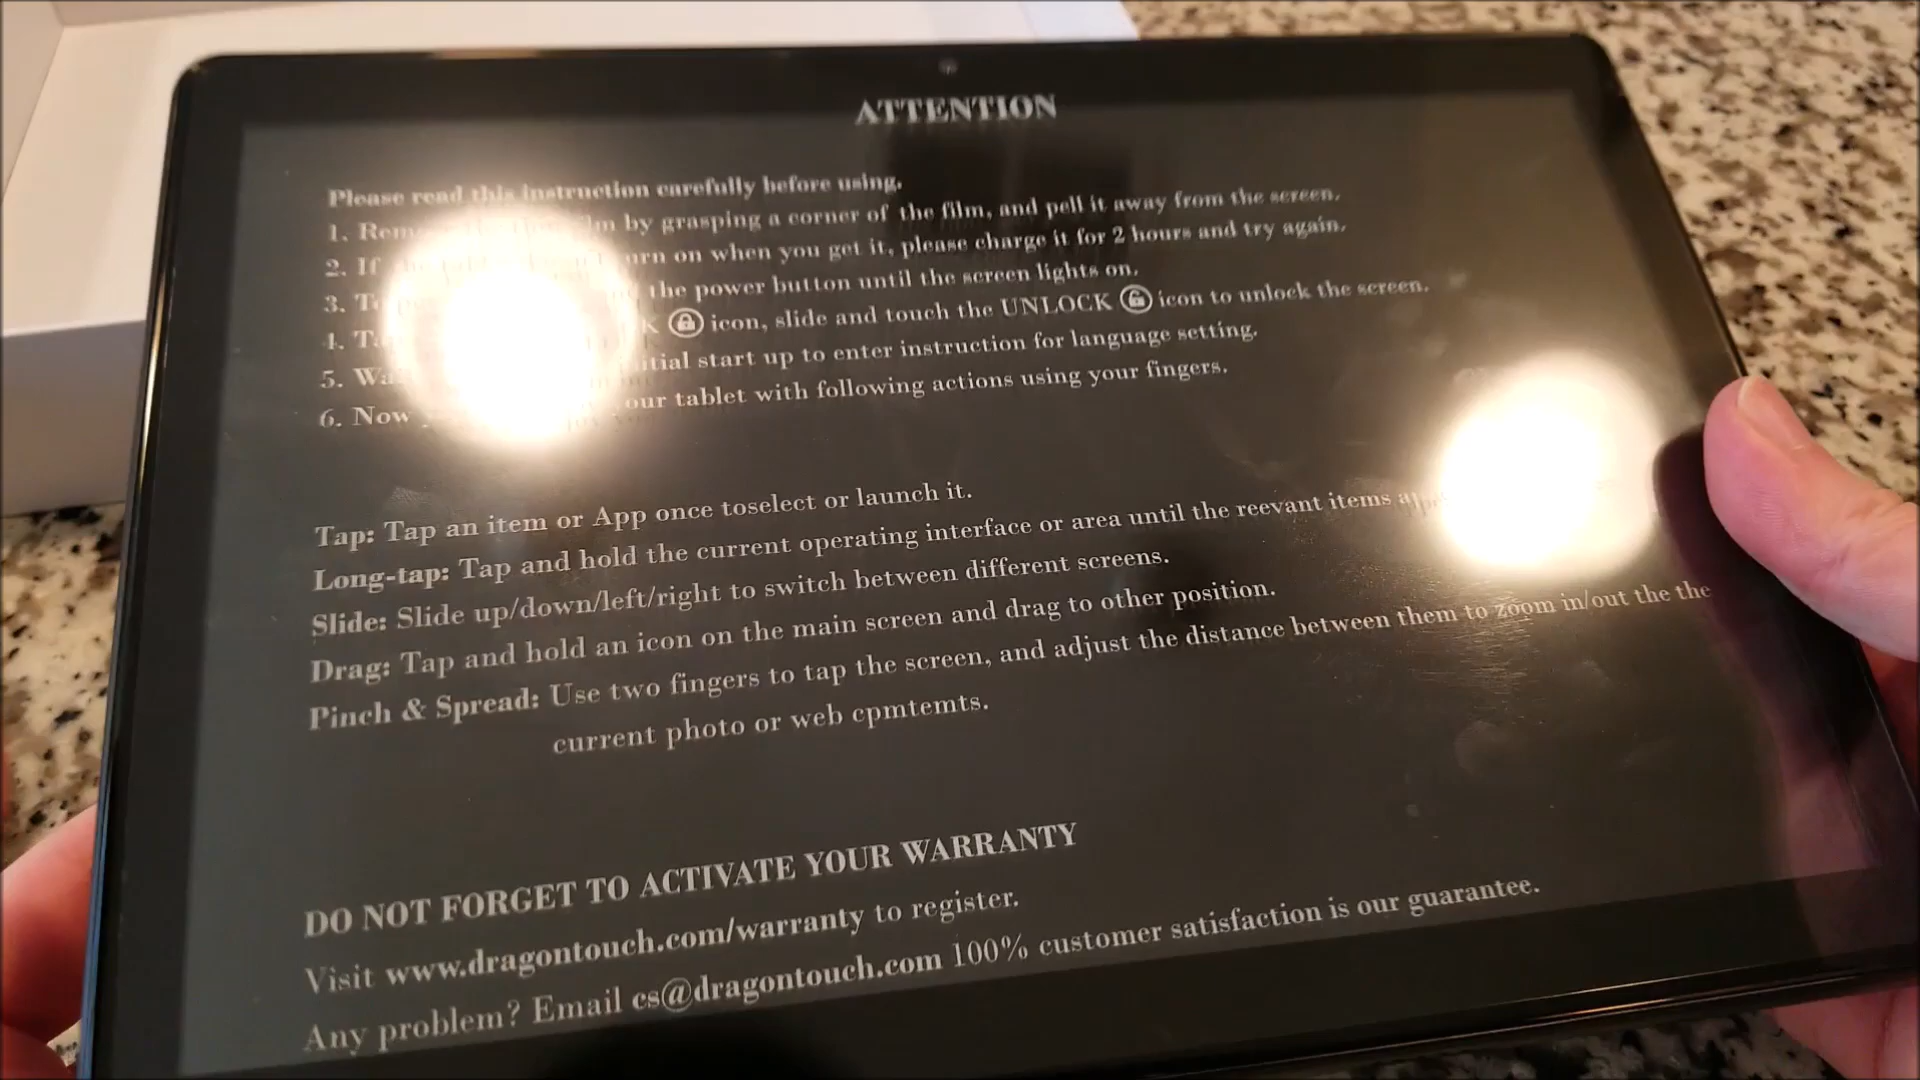 ATTENTION
Please read this instruction carefully before using.
1. by grasping a corner of the film, and pell it away from the screen.
2. If on when you get it, please charge it for 2 hours and try again.
3. the power button until the screen lights on.
4. icon, slide and touch the UNLOCK icon to unlock the screen.
5. start up to enter instruction for language setting.
6. Now tablet with following actions using your fingers.
Tap: Tap an item or App once toselect or launch it.
Long-tap: Tap and hold the current operating interface or area until the reevant items
Slide: Slide up/down/left/right to switch between different screens.
Drag: Tap and hold an icon on the main screen and drag to other position.
Pinch & Spread: Use two fingers to tap the screen, and adjust the distance between them to zoom in/out the the
current photo or web cpmtemts.
DO NOT FORGET TO ACTIVATE YOUR WARRANTY
Visit www.dragontouch.com/warranty to register.
Any problem? Email cs@dragontouch.com 100% customer satisfaction is our guarantee.